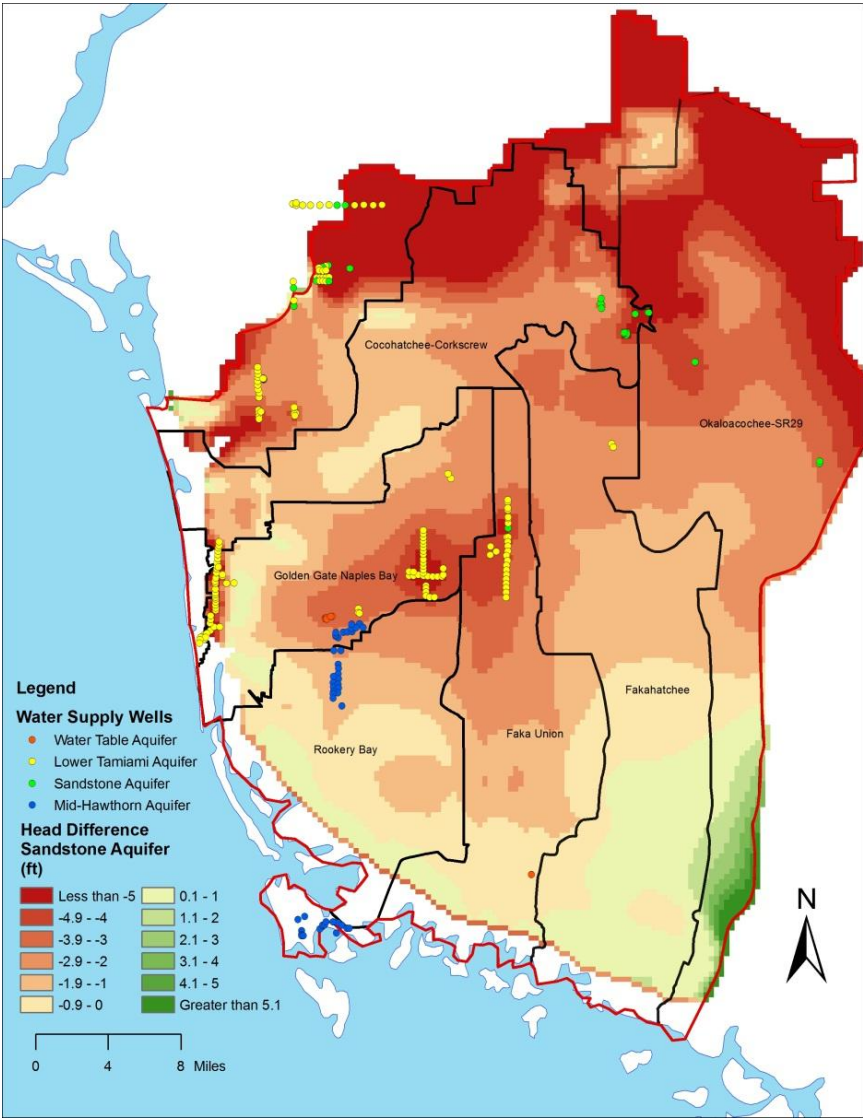 Cocohatchee-Corkscrew
Okaloacochee-SR29
Golden Gate Naples Bay
Fakahatchee
Rookery Bay
Faka Union
Legend
Water Supply Wells
Water Table Aquifer
Lower Tamiami Aquifer
Sandstone Aquifer
Mid-Hawthorn Aquifer
Head Difference
Sandstone Aquifer
(ft)
Less than -5
-4.9 - -4
-3.9 - -3
-2.9 - -2
-1.9 - -1
-0.9 - 0
0.1 - 1
1.1 - 2
2.1 - 3
3.1 - 4
4.1 - 5
Greater than 5.1
0 4 8 Miles
N